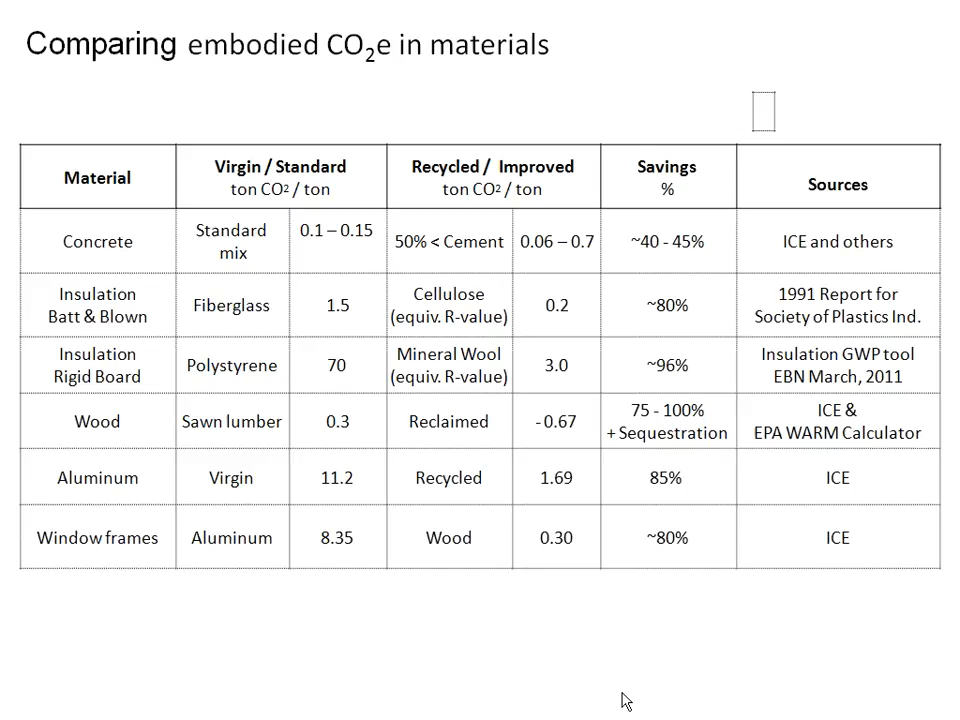 Comparing embodied CO2e in materials
Material
Virgin / Standard
ton CO2 / ton
Recycled / Improved
ton CO2 / ton
Savings
%
Sources
Concrete
Standard
mix
0.1 – 0.15
50% < Cement
0.06 – 0.7
~40 - 45%
ICE and others
Insulation
Batt & Blown
Fiberglass
1.5
Cellulose
(equiv. R-value)
0.2
~80%
1991 Report for
Society of Plastics Ind.
Insulation
Rigid Board
Polystyrene
70
Mineral Wool
(equiv. R-value)
3.0
~96%
Insulation GWP tool
EBN March, 2011
Wood
Sawn lumber
0.3
Reclaimed
- 0.67
75 - 100%
+ Sequestration
ICE &
EPA WARM Calculator
Aluminum
Virgin
11.2
Recycled
1.69
85%
ICE
Window frames
Aluminum
8.35
Wood
0.30
~80%
ICE